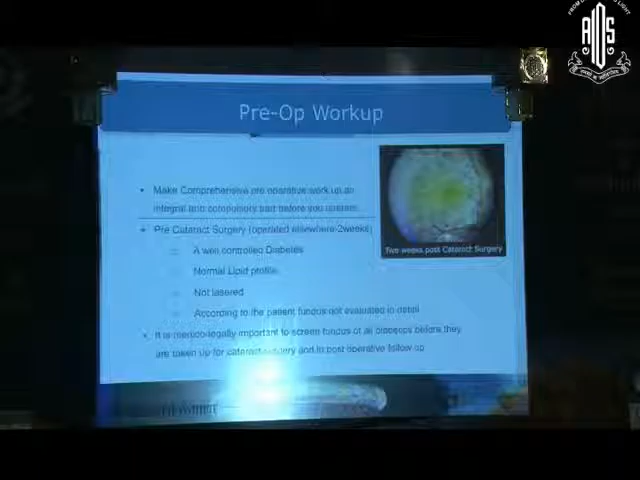 AIOS
Pre-Op Workup
Make Comprehensive pre operative work up an
integral and compulsory part before you operate
Pre Cataract Surgery (operated elsewhere-2weeks)
A well controlled Diabetes
Normal Lipid profile
Not lasered
According to the patient fundus not evaluated in detail
It is medico-legally important to screen fundus of all diabetics before they
are taken up for cataract surgery and in post operative follow up
five weeks post Cataract Surgery